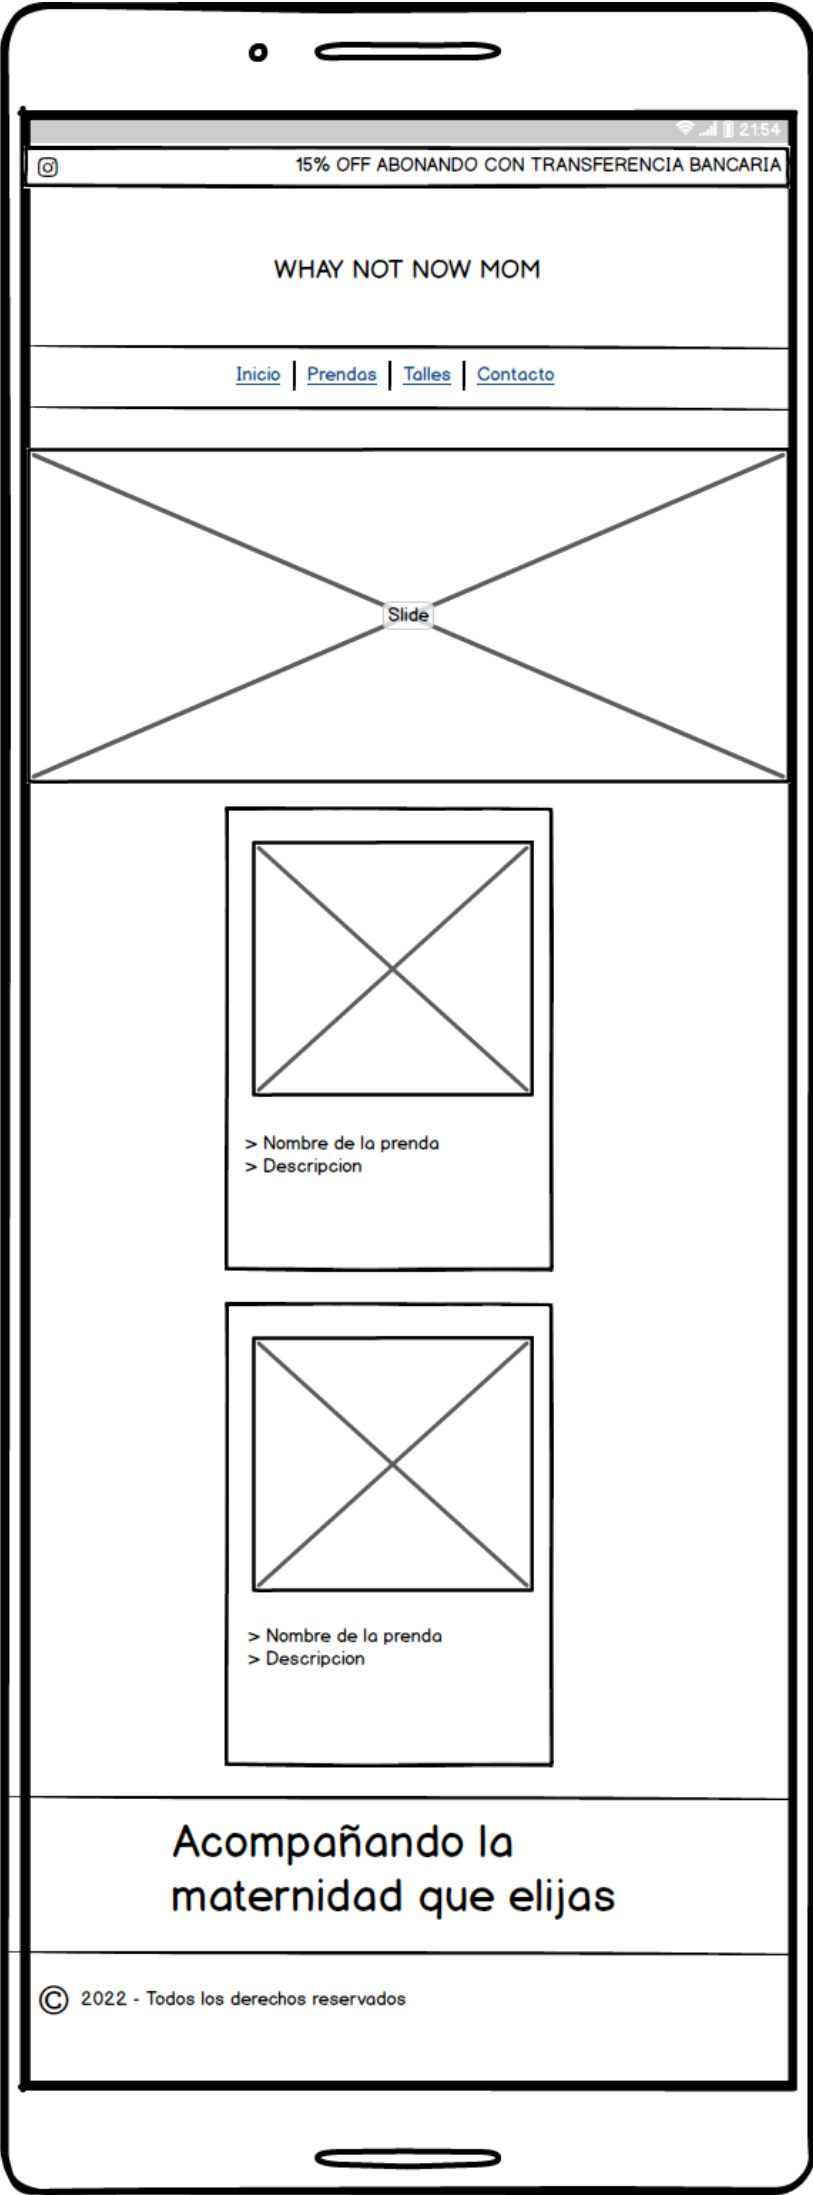 21:54
15% OFF ABONANDO CON TRANSFERENCIA BANCARIA
WHAY NOT NOW MOM
Inicio | Prendas | Talles | Contacto
Slide
> Nombre de la prenda
> Descripcion
> Nombre de la prenda
> Descripcion
Acompañando la
maternidad que elijas
© 2022 - Todos los derechos reservados